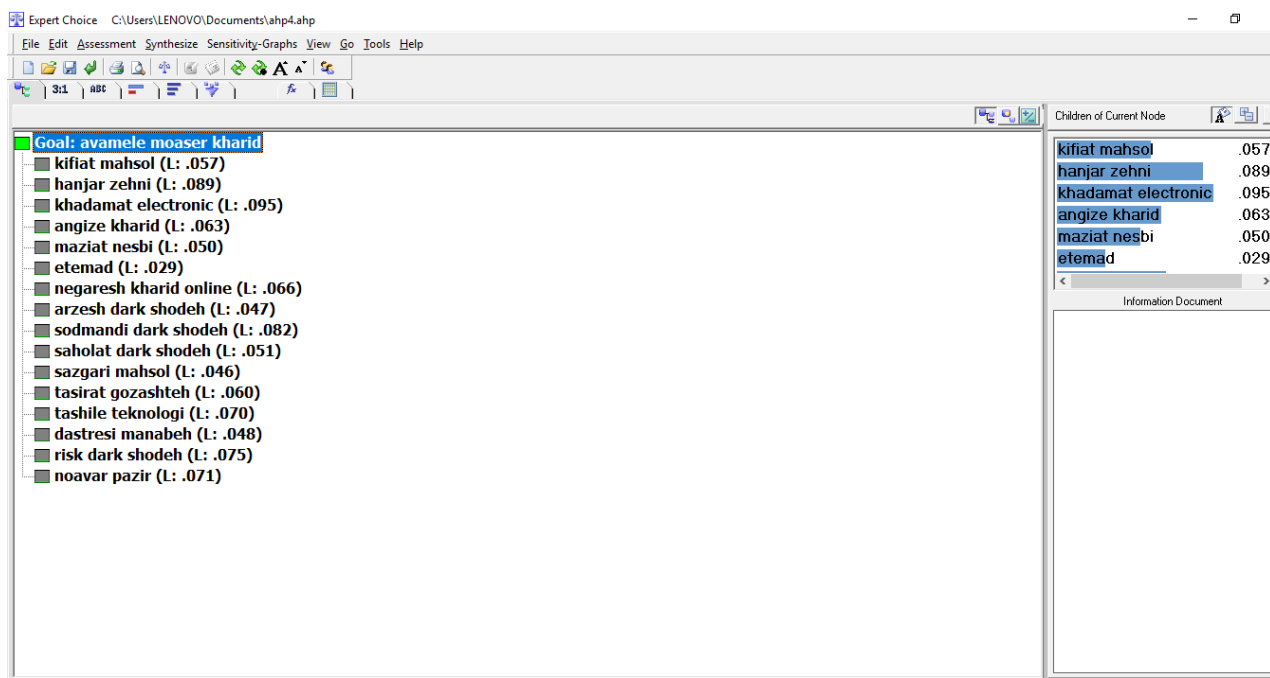 Expert Choice C:\Users\LENOVO\Documents\ahp4.ahp
File Edit Assessment Synthesize Sensitivity-Graphs View Go Tools Help
3:1 ABC fx
Children of Current Node
Goal: avamele moaser kharid
kifiat mahsol (L: .057)
hanjar zehni (L: .089)
khadamat electronic (L: .095)
angize kharid (L: .063)
maziat nesbi (L: .050)
etemad (L: .029)
negaresh kharid online (L: .066)
arzesh dark shodeh (L: .047)
sodmandi dark shodeh (L: .082)
saholat dark shodeh (L: .051)
sazgari mahsol (L: .046)
tasirat gozashteh (L: .060)
tashile teknologi (L: .070)
dastresi manabeh (L: .048)
risk dark shodeh (L: .075)
noavar pazir (L: .071)
kifiat mahsol .057
hanjar zehni .089
khadamat electronic .095
angize kharid .063
maziat nesbi .050
etemad .029
Information Document